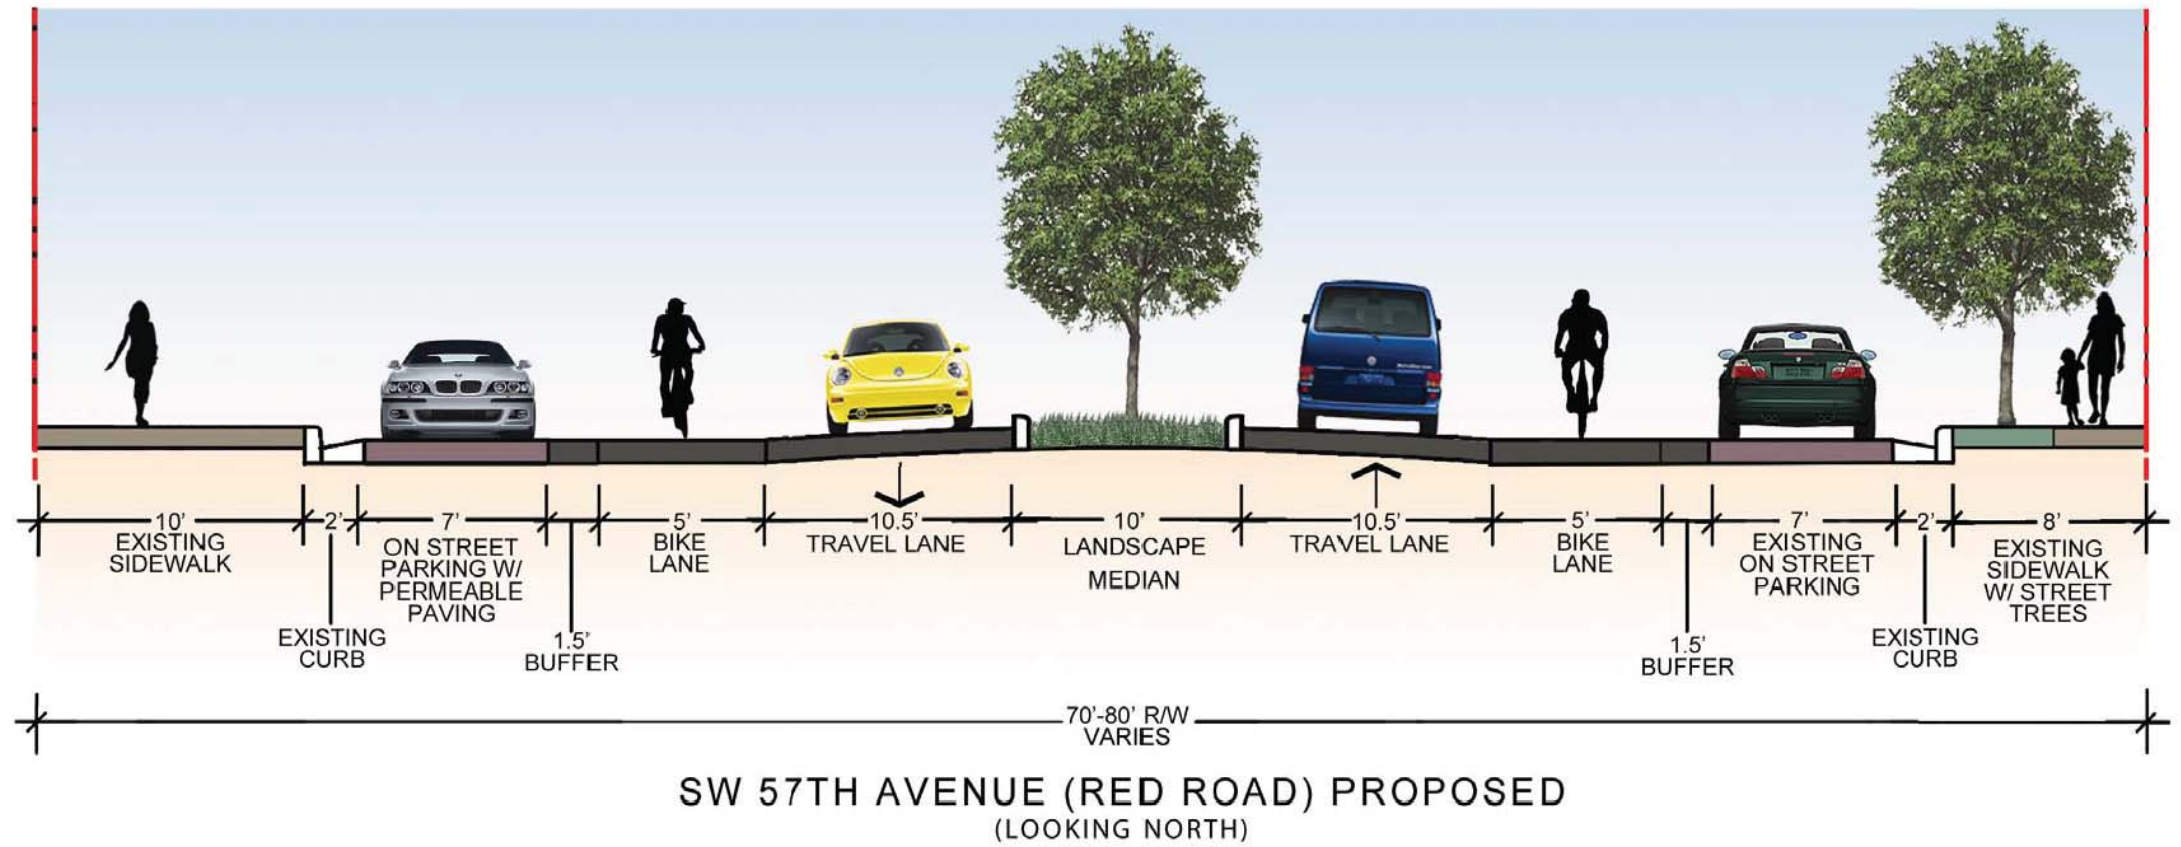 10'
EXISTING
SIDEWALK
2'
EXISTING
CURB
7'
ON STREET
PARKING W/
PERMEABLE
PAVING
1.5'
BUFFER
5'
BIKE
LANE
10.5'
TRAVEL LANE
10'
LANDSCAPE
MEDIAN
10.5'
TRAVEL LANE
5'
BIKE
LANE
1.5'
BUFFER
7'
EXISTING
ON STREET
PARKING
2'
EXISTING
CURB
8'
EXISTING
SIDEWALK
W/ STREET
TREES
70'-80' R/W
VARIES
SW 57TH AVENUE (RED ROAD) PROPOSED
(LOOKING NORTH)